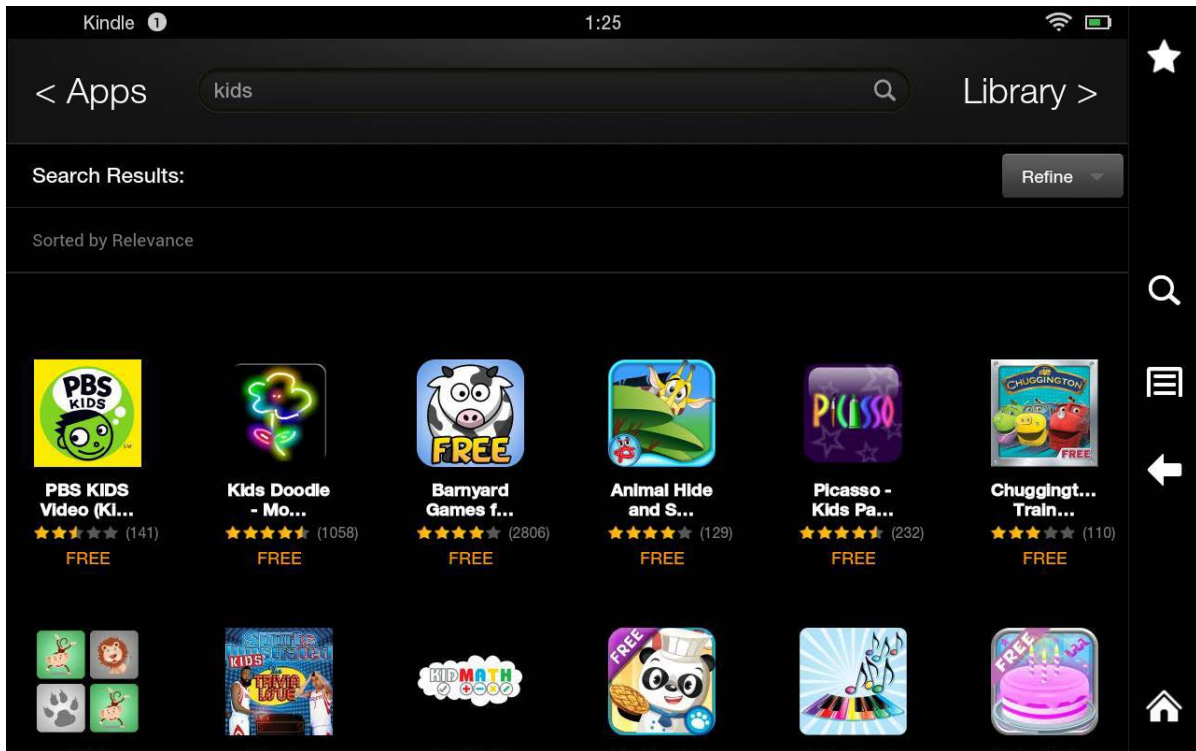 Kindle 1
1:25
< Apps
kids
Library >
Search Results:
Refine
Sorted by Relevance
PBS
KIDS
FREE
PICASSO
CHUGGINGTON
FREE
PBS KIDS
Video (Ki...
(141)
FREE
Kids Doodle
- Mo...
(1058)
FREE
Barnyard
Games f...
(2806)
FREE
Animal Hide
and S...
(129)
FREE
Picasso -
Kids Pa...
(232)
FREE
Chuggingt...
Train...
(110)
FREE
Sports
Illustrated
KIDS
TRIVIA
KIDMATH
FREE
FREE